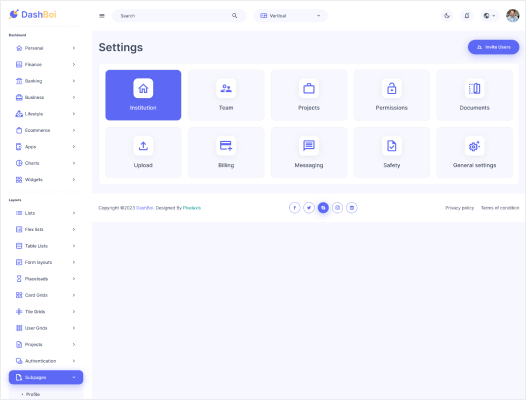 DashBoi
Search
Vertical
Dashboard
Personal
Finance
Banking
Business
Lifestyle
Ecommerce
Apps
Charts
Widgets
Layouts
Lists
Flex lists
Table Lists
Form layouts
Placeloads
Card Grids
Tile Grids
User Grids
Projects
Authentication
Subpages
Profile
Settings
Invite Users
Institution
Team
Projects
Permissions
Documents
Upload
Billing
Messaging
Safety
General settings
Copyright ©2023 DashBoi. Designed By Pixelaxis
Privacy policy
Terms of condition